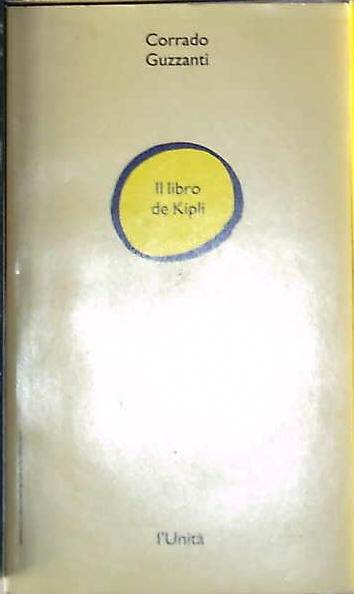 Corrado
Guzzanti
Il libro
de Kipli
l'Unità